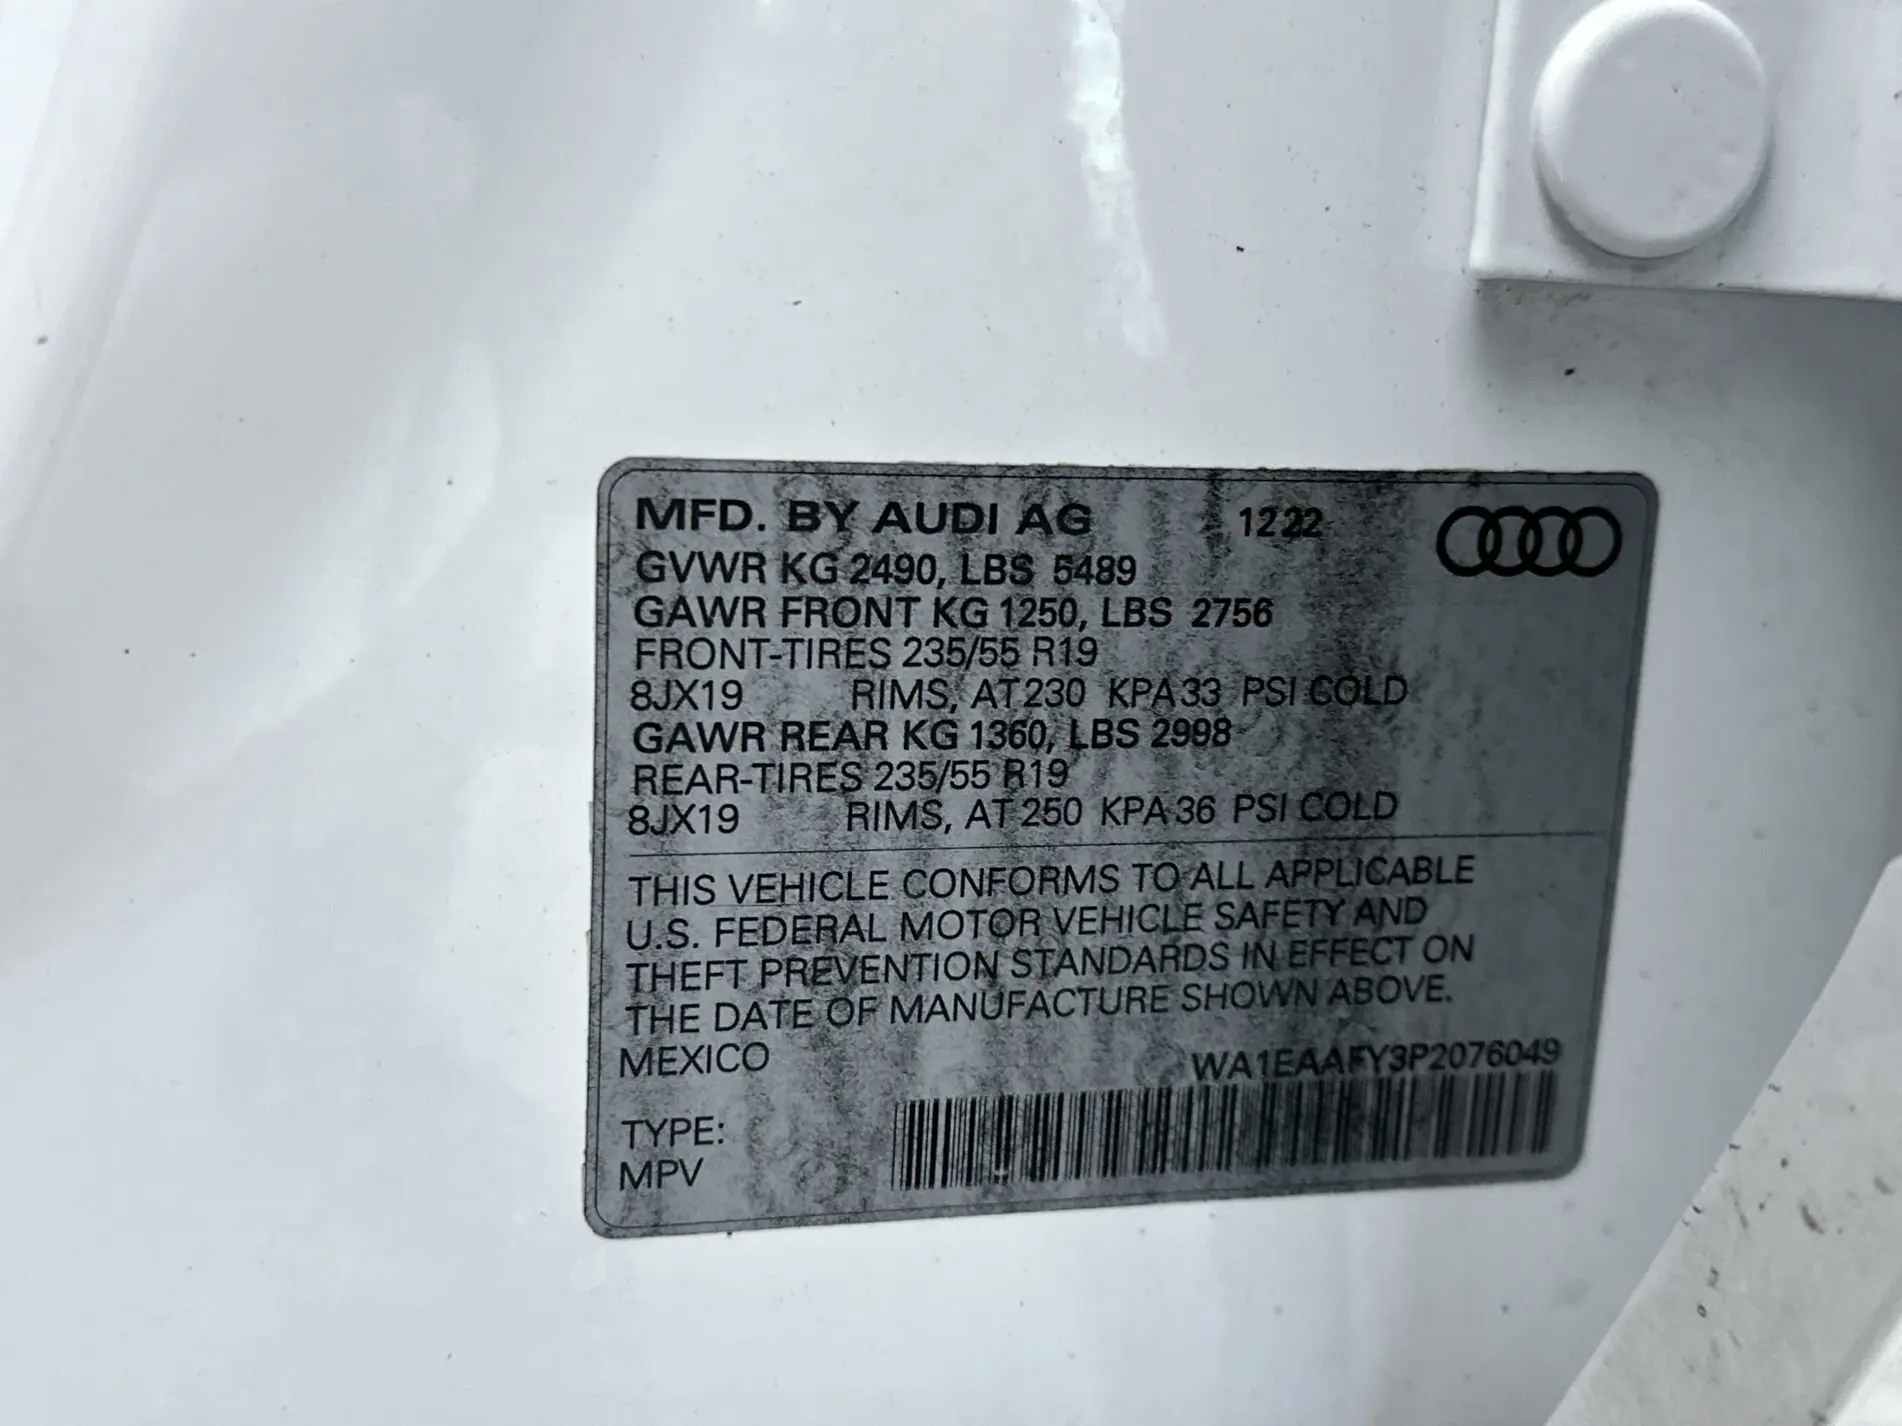 MFD. BY AUDI AG 12 22
GVWR KG 2490, LBS 5489
GAWR FRONT KG 1250, LBS 2756
FRONT-TIRES 235/55 R19
8JX19 RIMS, AT 230 KPA 33 PSI COLD
GAWR REAR KG 1360, LBS 2998
REAR-TIRES 235/55 R19
8JX19 RIMS, AT 250 KPA 36 PSI COLD
THIS VEHICLE CONFORMS TO ALL APPLICABLE
U.S. FEDERAL MOTOR VEHICLE SAFETY AND
THEFT PREVENTION STANDARDS IN EFFECT ON
THE DATE OF MANUFACTURE SHOWN ABOVE.
MEXICO WA1EAAFY3P2076049
TYPE:
MPV